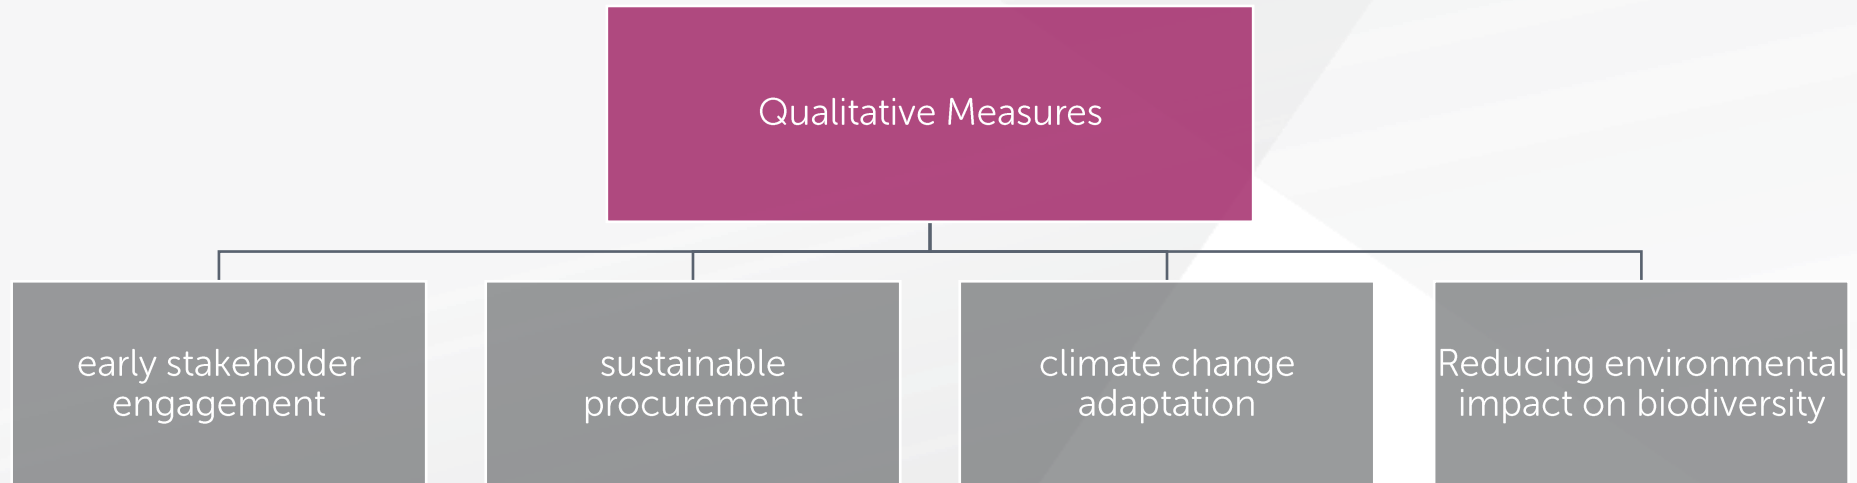 Qualitative Measures
early stakeholder
engagement
sustainable
procurement
climate change
adaptation
Reducing environmental
impact on biodiversity